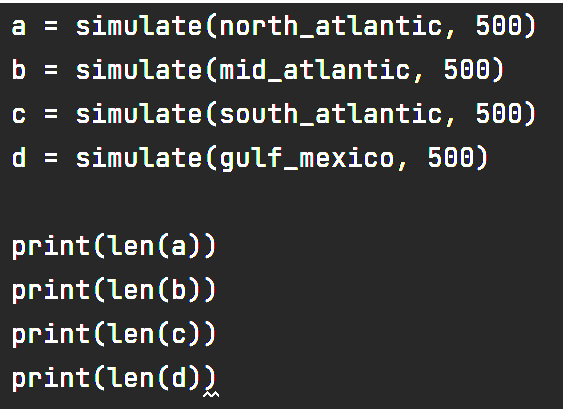 a = simulate(north_atlantic, 500)
b = simulate(mid_atlantic, 500)
c = simulate(south_atlantic, 500)
d = simulate(gulf_mexico, 500)
print(len(a))
print(len(b))
print(len(c))
print(len(d))